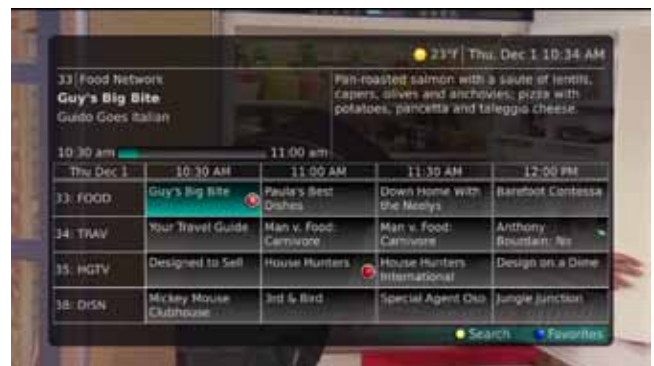 23°F Thu. Dec 1 10:34 AM
33 Food Network
Guy's Big Bite
Guido Goes Italian
Pan-roasted salmon with a saute of lentils,
capers, olives and anchovies; pizza with
potatoes, pancetta and taleggio cheese.
10:30 am 11:00 am
Thu Dec 1 10:30 AM 11:00 AM 11:30 AM 12:00 PM
33: FOOD Guy's Big Bite Paula's Best Dishes Down Home With the Neelys Barefoot Contessa
34: TRAV Your Travel Guide Man v. Food: Carnivore Man v. Food: Carnivore Anthony Bourdain: No
35: HGTV Designed to Sell House Hunters House Hunters International Design on a Dime
38: DISN Mickey Mouse Clubhouse 3rd & Bird Special Agent Oso Jungle Junction
Search Favorites